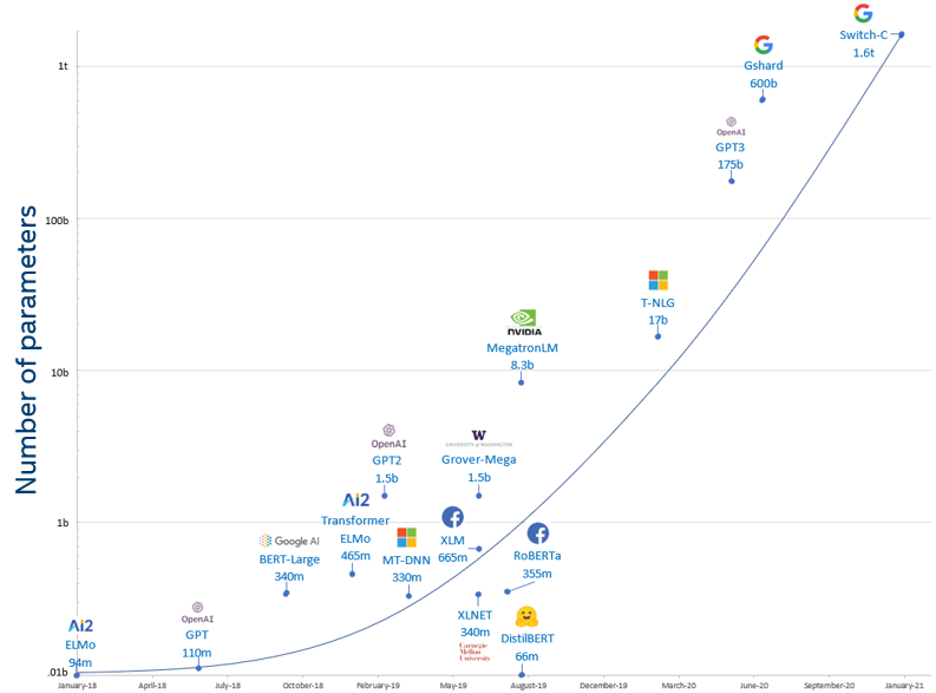 Number of parameters
1t
100b
10b
1b
.01b
January-18
April-18
July-18
October-18
February-19
May-19
August-19
December-19
March-20
June-20
September-20
January-21
Ai2
ELMo
94m
OpenAI
GPT
110m
Google AI
BERT-Large
340m
Ai2
Transformer
ELMo
465m
OpenAI
GPT2
1.5b
MT-DNN
330m
W
UNIVERSITY of WASHINGTON
Grover-Mega
1.5b
XLM
665m
XLNET
340m
Carnegie
Mellon
University
RoBERTa
355m
DistilBERT
66m
NVIDIA
MegatronLM
8.3b
T-NLG
17b
OpenAI
GPT3
175b
G
Gshard
600b
G
Switch-C
1.6t